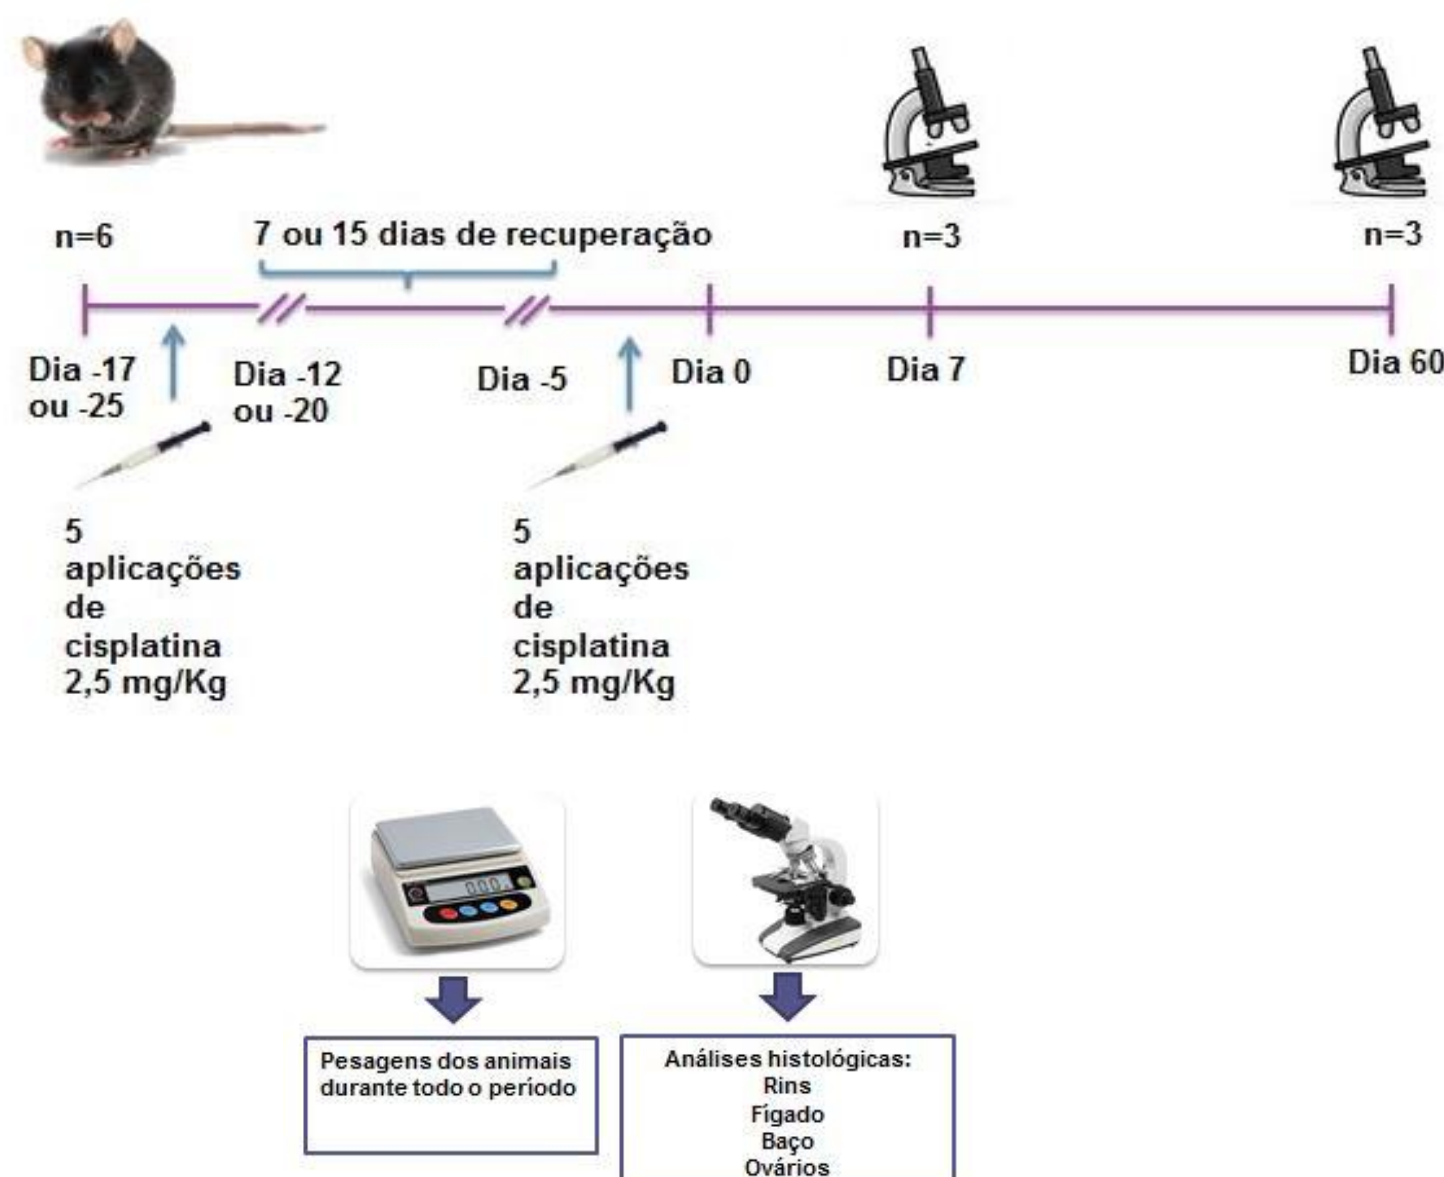 n=6
7 ou 15 dias de recuperação
n=3
n=3
Dia -17
ou -25
Dia -12
ou -20
Dia -5
Dia 0
Dia 7
Dia 60
5
aplicações
de
cisplatina
2,5 mg/Kg
5
aplicações
de
cisplatina
2,5 mg/Kg
000
Pesagens dos animais
durante todo o período
Análises histológicas:
Rins
Fígado
Baço
Ovários